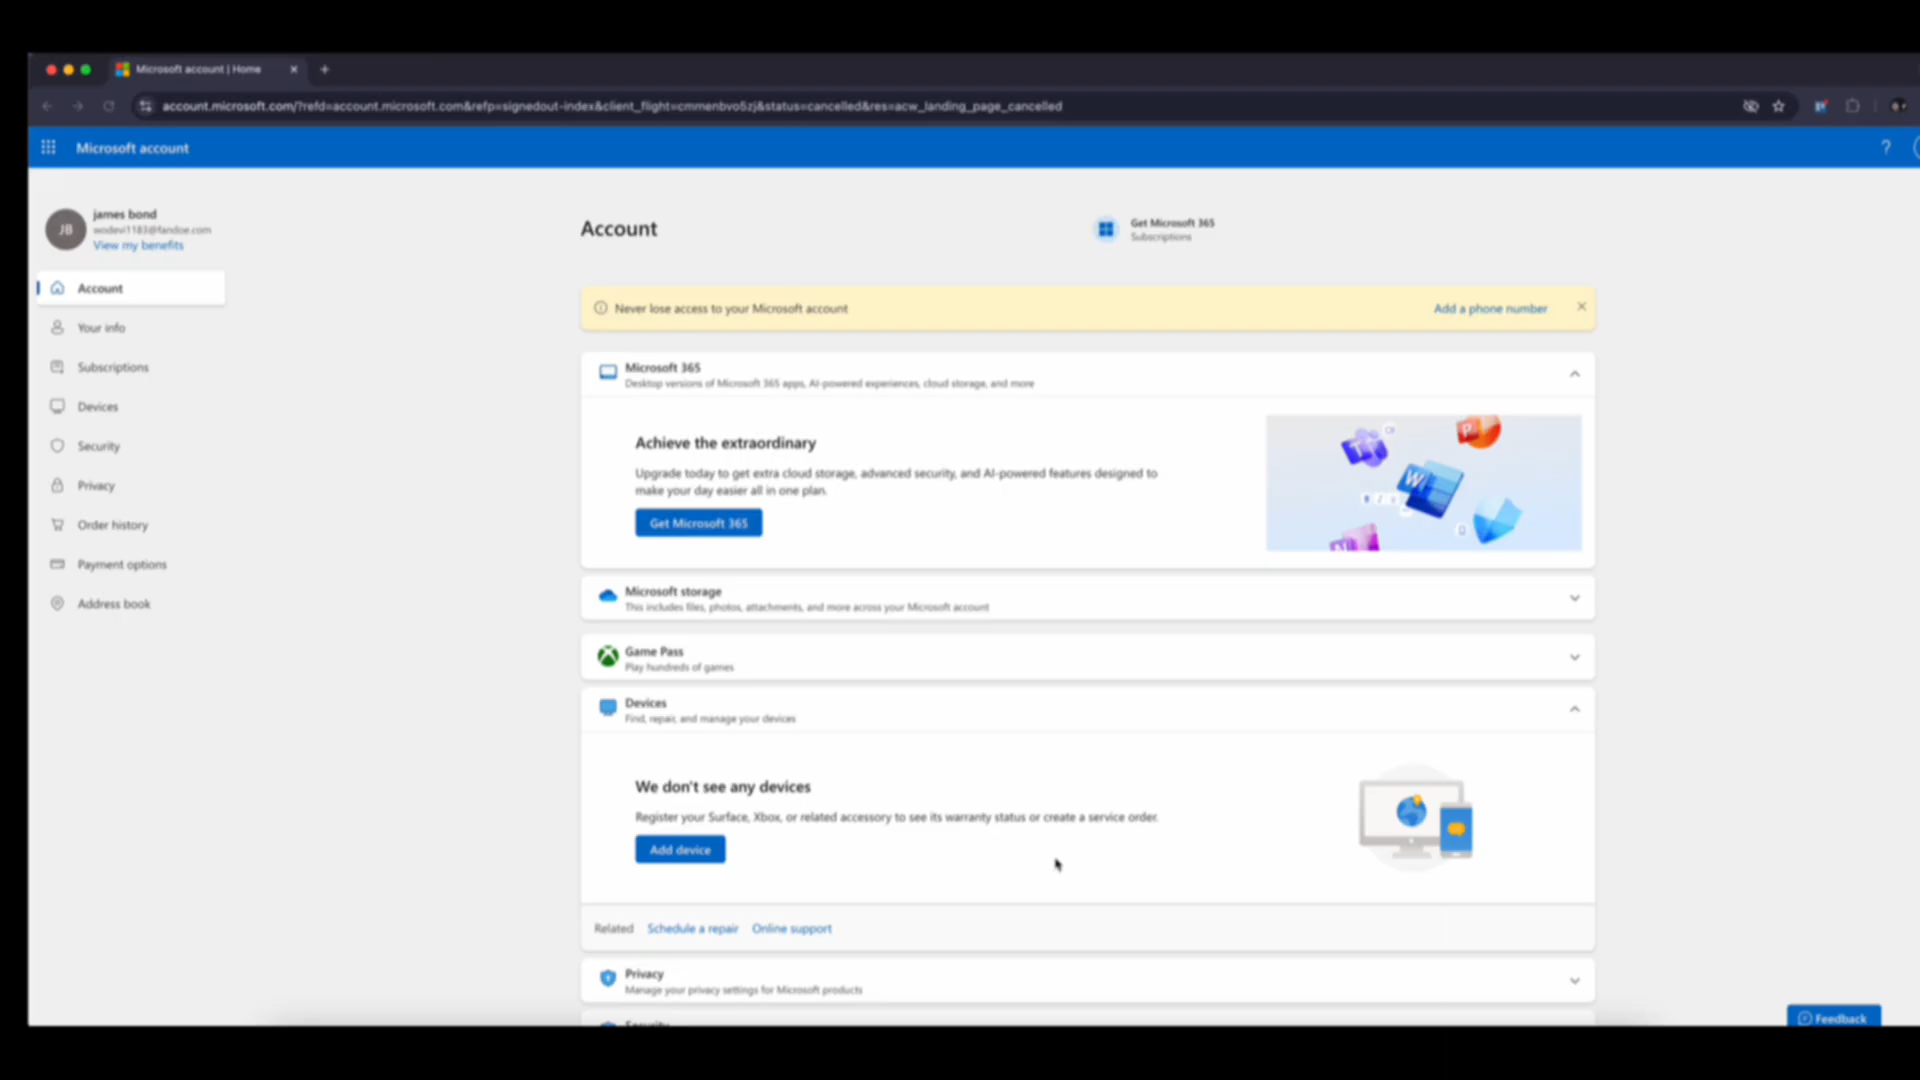 Microsoft account | Home
account.microsoft.com/?refd=account.microsoft.com&refp=signedout-index&client_flight=cmmenbvo5zj&status=cancelled&res=acw_landing_page_cancelled
Microsoft account
?
JB
james bond
wodevi1183@fandoe.com
View my benefits
Account
Your info
Subscriptions
Devices
Security
Privacy
Order history
Payment options
Address book
Account
Get Microsoft 365
Subscriptions
Never lose access to your Microsoft account
Add a phone number
Microsoft 365
Desktop versions of Microsoft 365 apps, AI-powered experiences, cloud storage, and more
Achieve the extraordinary
Upgrade today to get extra cloud storage, advanced security, and AI-powered features designed to
make your day easier all in one plan.
Get Microsoft 365
P
W
Microsoft storage
This includes files, photos, attachments, and more across your Microsoft account
Game Pass
Play hundreds of games
Devices
Find, repair, and manage your devices
We don't see any devices
Register your Surface, Xbox, or related accessory to see its warranty status or create a service order.
Add device
Related Schedule a repair Online support
Privacy
Manage your privacy settings for Microsoft products
Security
Feedback